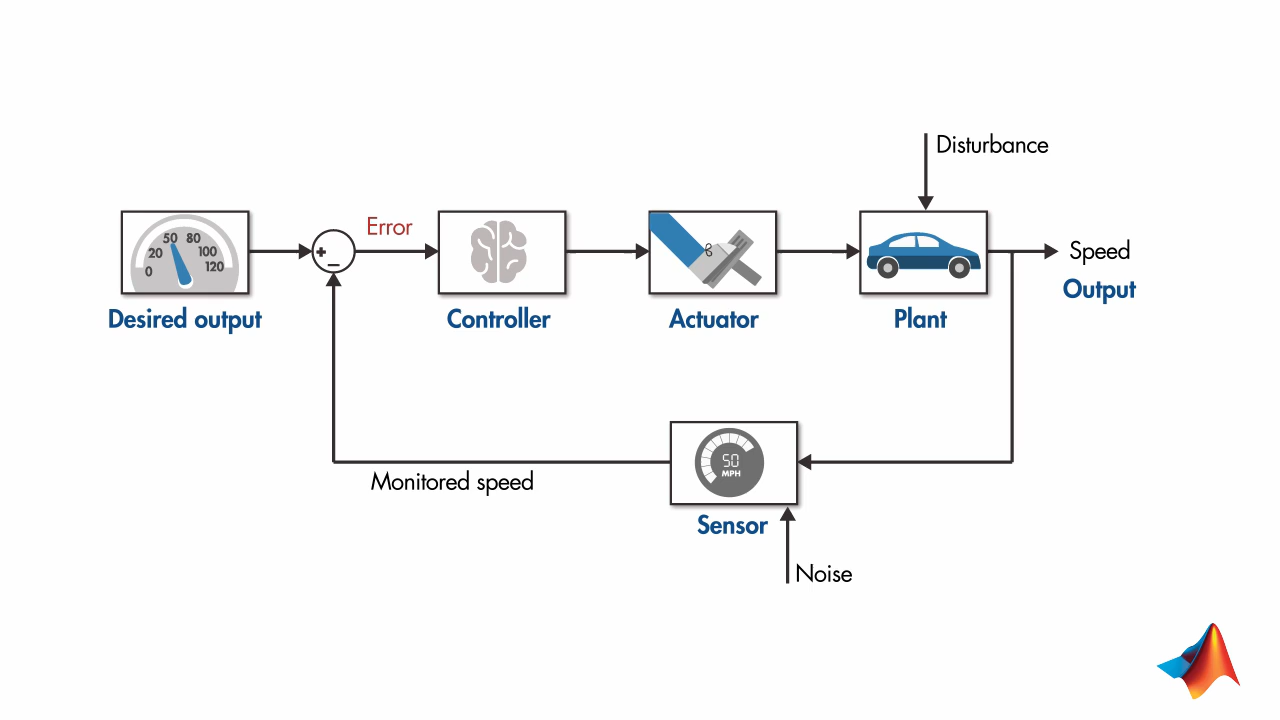 Disturbance
50 80
20 100
0 120
Error
+
−
Speed
Output
Desired output
Controller
Actuator
Plant
50
MPH
Monitored speed
Sensor
Noise